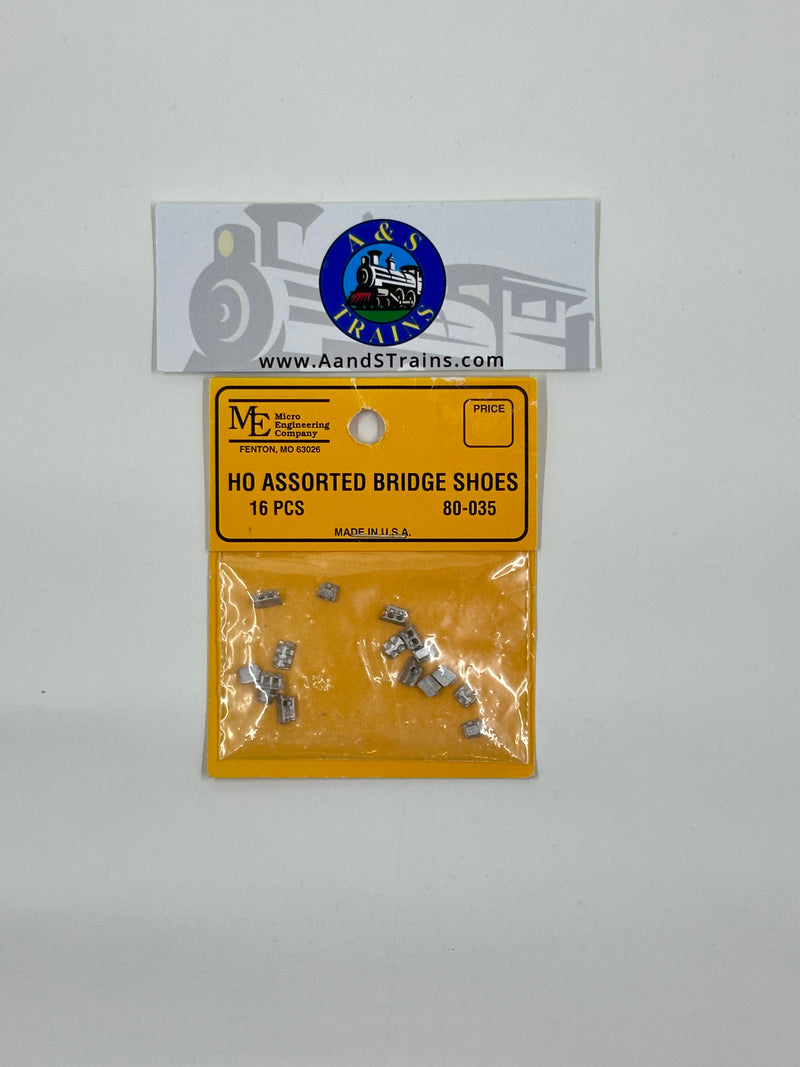 A & S
TRAINS
www.AandSTrains.com
ME Micro
Engineering
Company
FENTON, MO 63026
PRICE
HO ASSORTED BRIDGE SHOES
16 PCS 80-035
MADE IN U.S.A.